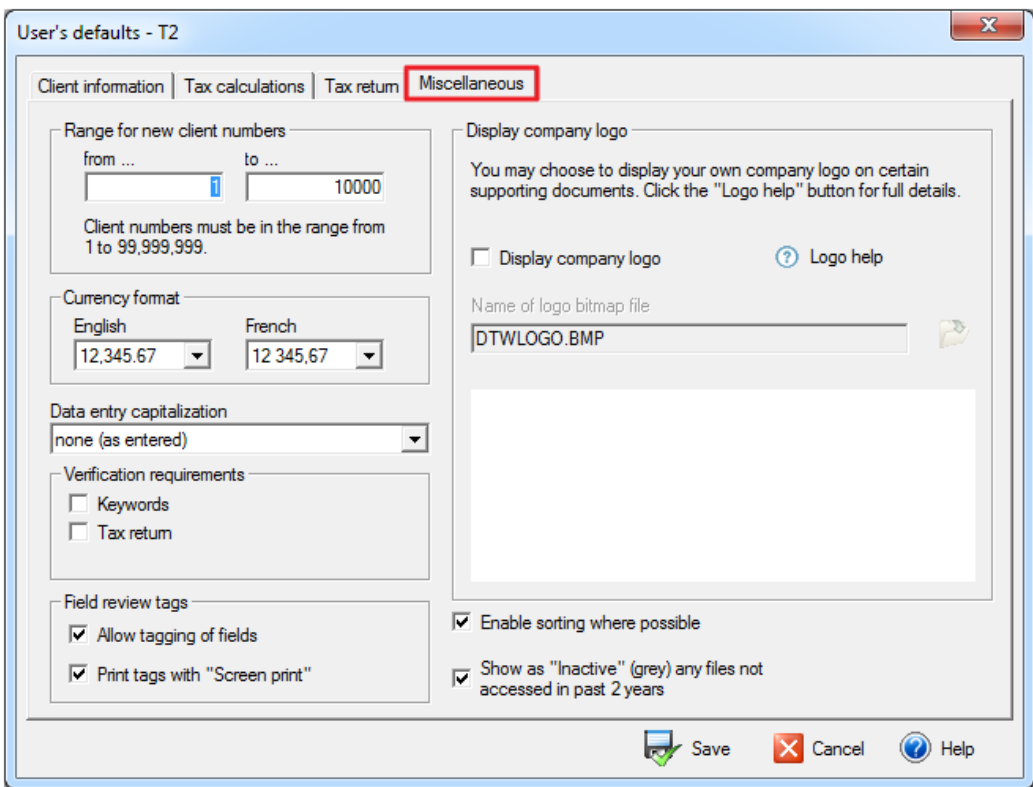 User's defaults - T2
Client information
Tax calculations
Tax return
Miscellaneous
Range for new client numbers
from ...
to ...
1
10000
Client numbers must be in the range from
1 to 99,999,999.
Currency format
English
French
12,345.67
12 345,67
Data entry capitalization
none (as entered)
Verification requirements
Keywords
Tax return
Field review tags
Allow tagging of fields
Print tags with "Screen print"
Display company logo
You may choose to display your own company logo on certain
supporting documents. Click the "Logo help" button for full details.
Display company logo
Logo help
Name of logo bitmap file
DTWLOGO.BMP
Enable sorting where possible
Show as "Inactive" (grey) any files not
accessed in past 2 years
Save
Cancel
Help